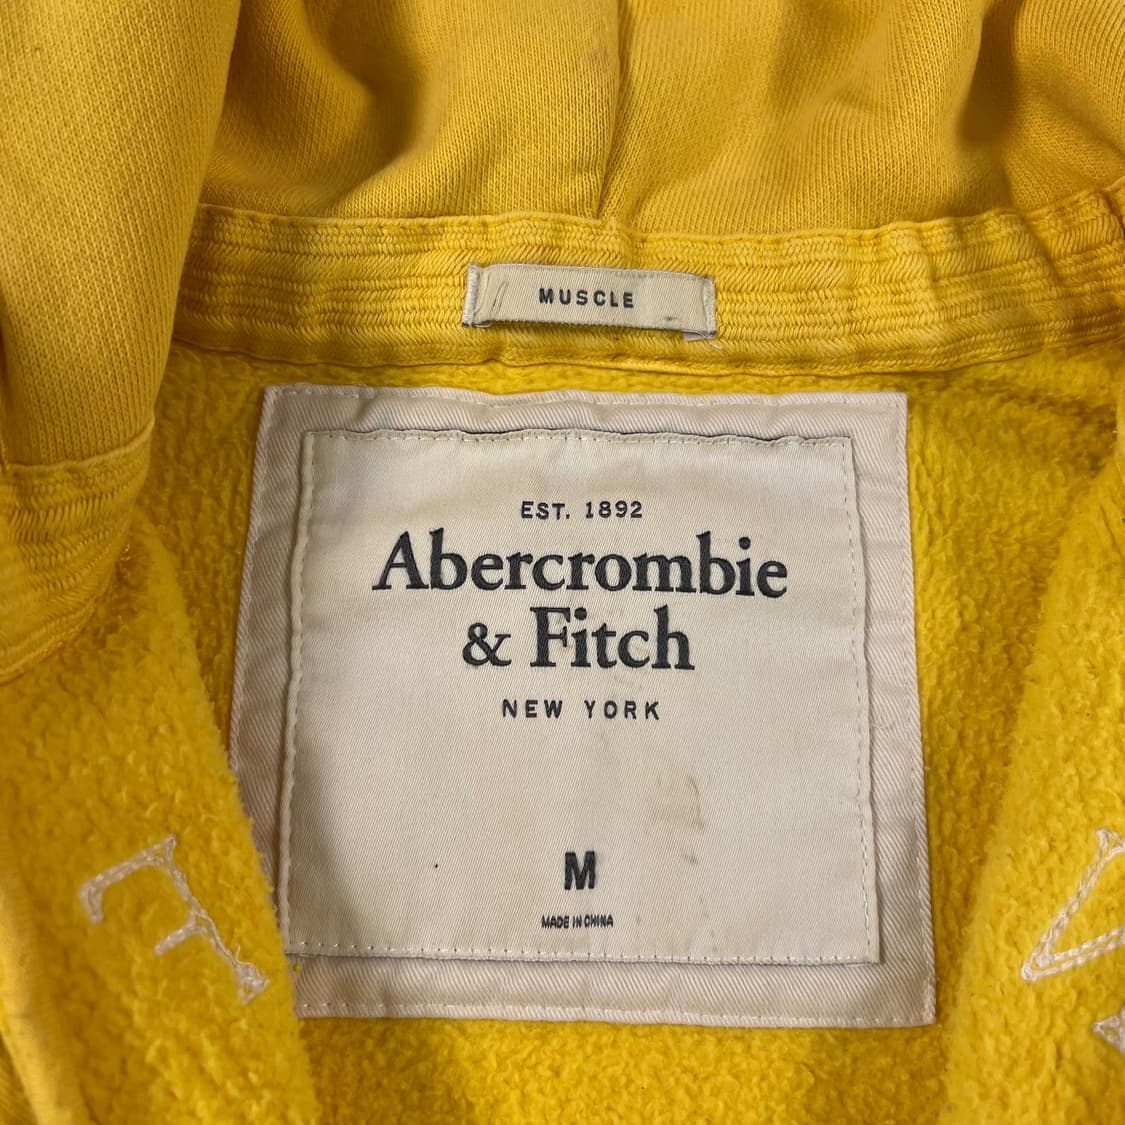 MUSCLE
EST. 1892
Abercrombie
& Fitch
NEW YORK
M
MADE IN CHINA